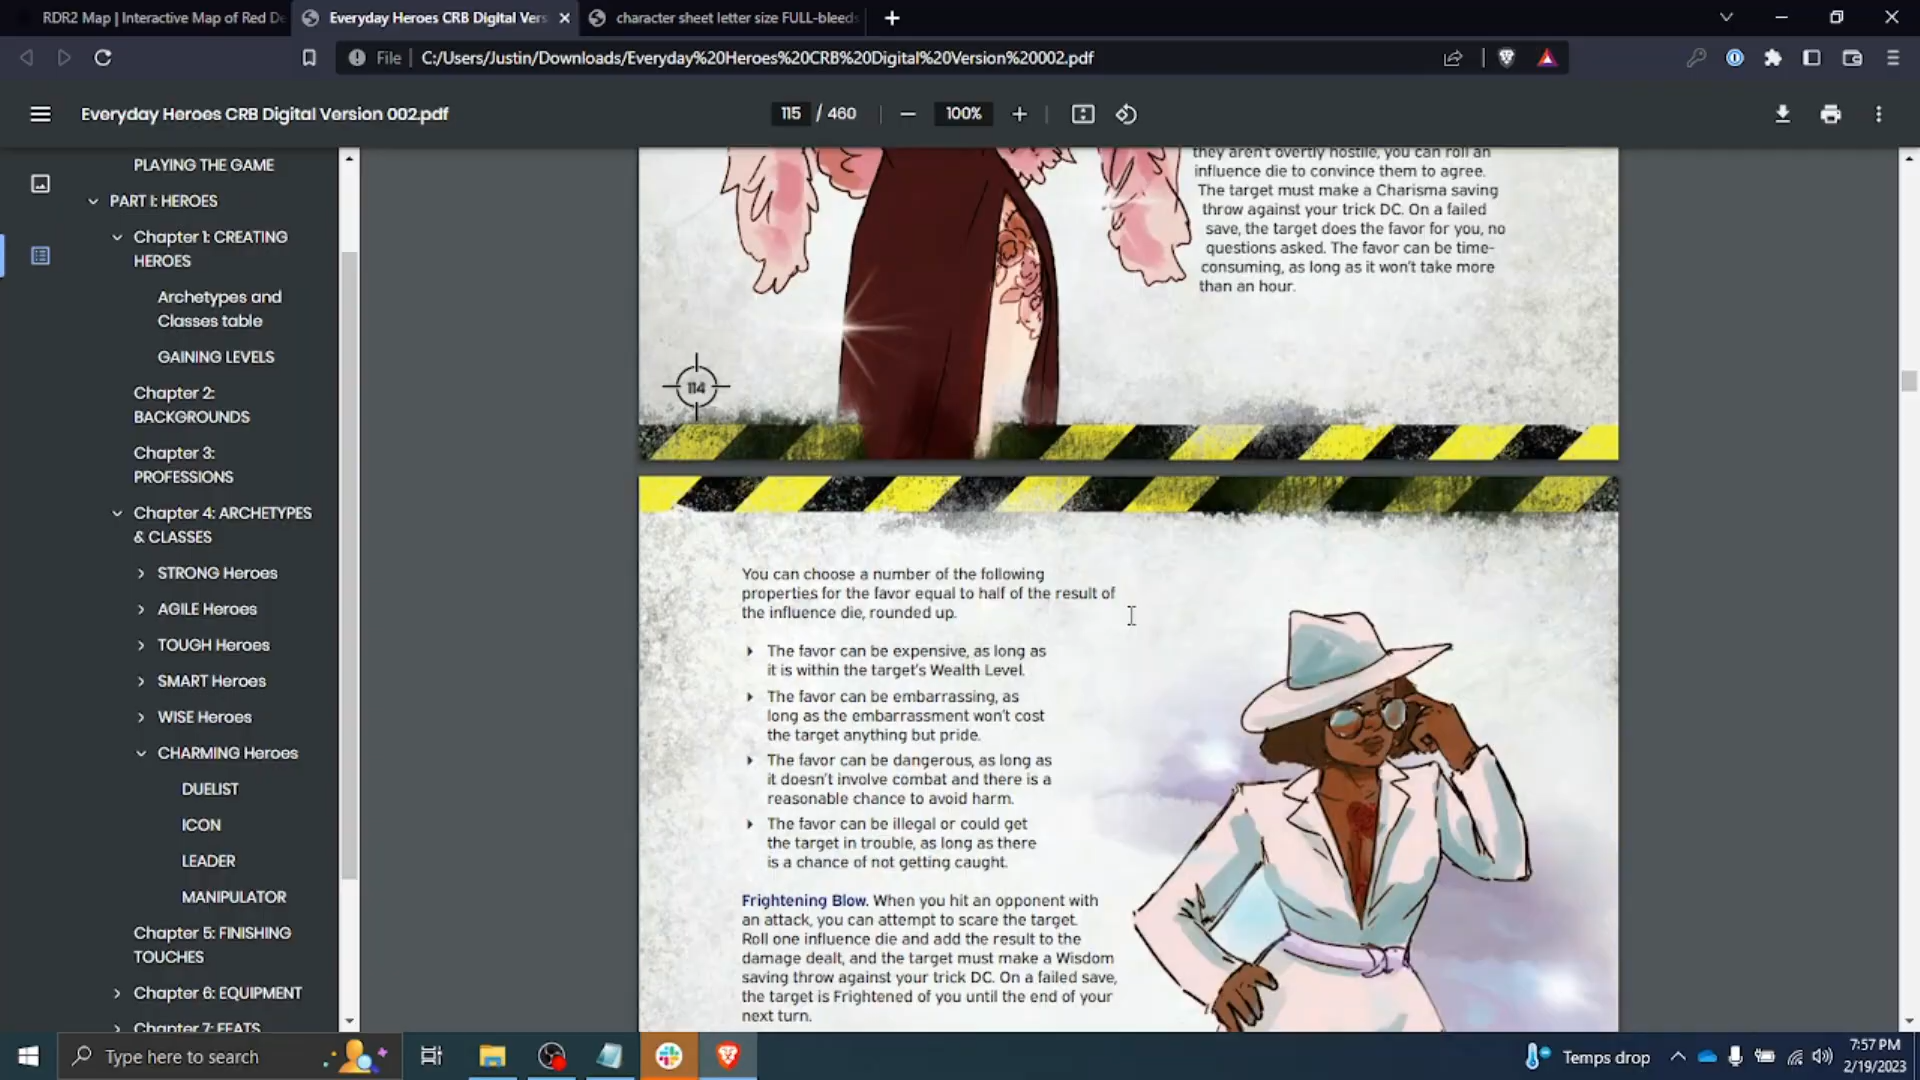 RDR2 Map | Interactive Map of Red De
Everyday Heroes CRB Digital Vers
character sheet letter size FULL-bleeds
File
C:/Users/Justin/Downloads/Everyday%20Heroes%20CRB%20Digital%20Version%20002.pdf
Everyday Heroes CRB Digital Version 002.pdf
115 / 460
100%
PLAYING THE GAME
PART I: HEROES
Chapter 1: CREATING
HEROES
Archetypes and
Classes table
GAINING LEVELS
Chapter 2:
BACKGROUNDS
Chapter 3:
PROFESSIONS
Chapter 4: ARCHETYPES
& CLASSES
STRONG Heroes
AGILE Heroes
TOUGH Heroes
SMART Heroes
WISE Heroes
CHARMING Heroes
DUELIST
ICON
LEADER
MANIPULATOR
Chapter 5: FINISHING
TOUCHES
Chapter 6: EQUIPMENT
Chapter 7: FEATS
they aren't overtly hostile, you can roll an
influence die to convince them to agree.
The target must make a Charisma saving
throw against your trick DC. On a failed
save, the target does the favor for you, no
questions asked. The favor can be time-
consuming, as long as it won't take more
than an hour.
114
You can choose a number of the following
properties for the favor equal to half of the result of
the influence die, rounded up.
The favor can be expensive, as long as
it is within the target's Wealth Level.
The favor can be embarrassing, as
long as the embarrassment won't cost
the target anything but pride.
The favor can be dangerous, as long as
it doesn't involve combat and there is a
reasonable chance to avoid harm.
The favor can be illegal or could get
the target in trouble, as long as there
is a chance of not getting caught.
Frightening Blow. When you hit an opponent with
an attack, you can attempt to scare the target.
Roll one influence die and add the result to the
damage dealt, and the target must make a Wisdom
saving throw against your trick DC. On a failed save,
the target is Frightened of you until the end of your
next turn.
Type here to search
Temps drop
7:57 PM
2/19/2023